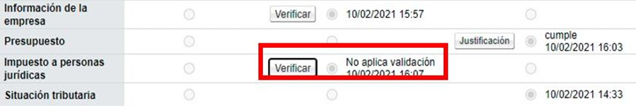 Información de la empresa
Verificar
10/02/2021 15:57
Presupuesto
Justificación
cumple
10/02/2021 16:03
Impuesto a personas jurídicas
Verificar
No aplica validación
10/02/2021 16:07
Situación tributaria
10/02/2021 14:33